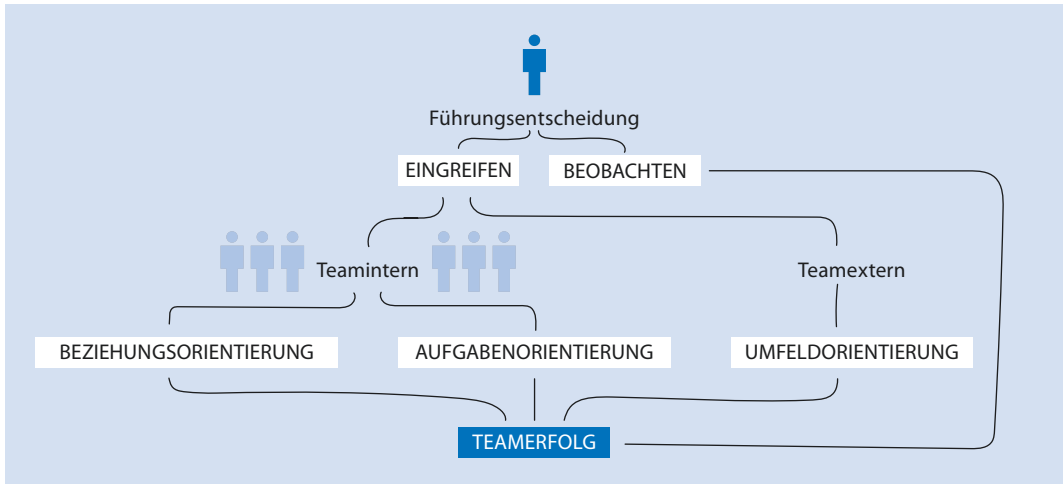 Führungsentscheidung
EINGREIFEN
BEOBACHTEN
Teamintern
Teamextern
BEZIEHUNGSORIENTIERUNG
AUFGABENORIENTIERUNG
UMFELDORIENTIERUNG
TEAMERFOLG